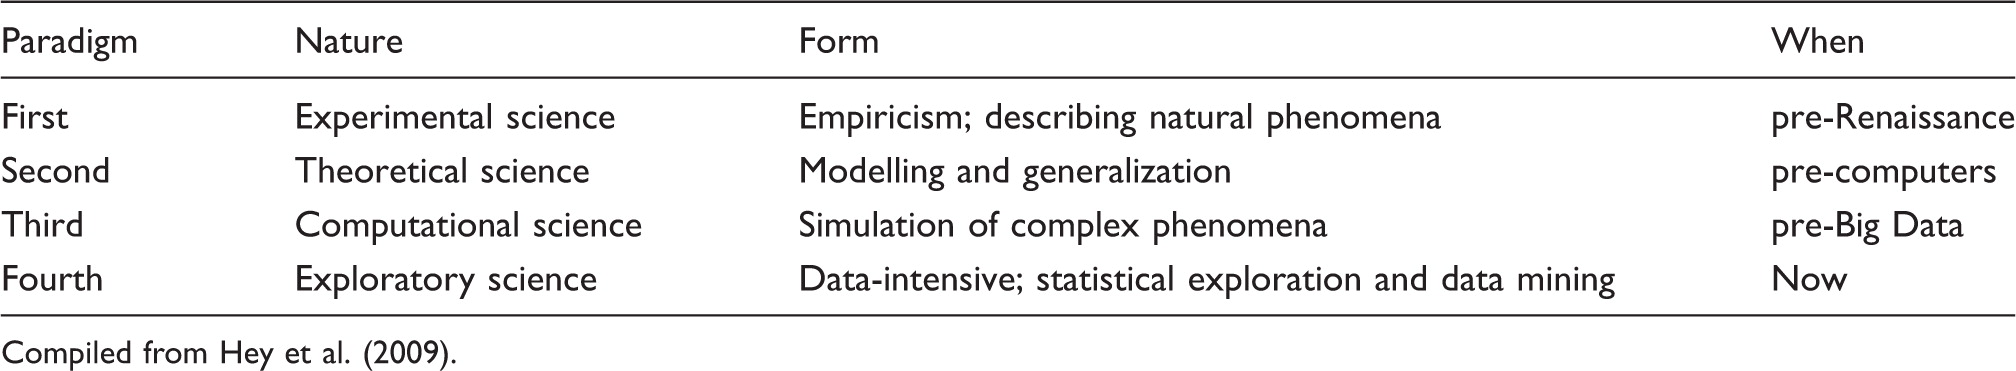 Paradigm Nature Form When
First Experimental science Empiricism; describing natural phenomena pre-Renaissance
Second Theoretical science Modelling and generalization pre-computers
Third Computational science Simulation of complex phenomena pre-Big Data
Fourth Exploratory science Data-intensive; statistical exploration and data mining Now
Compiled from Hey et al. (2009).